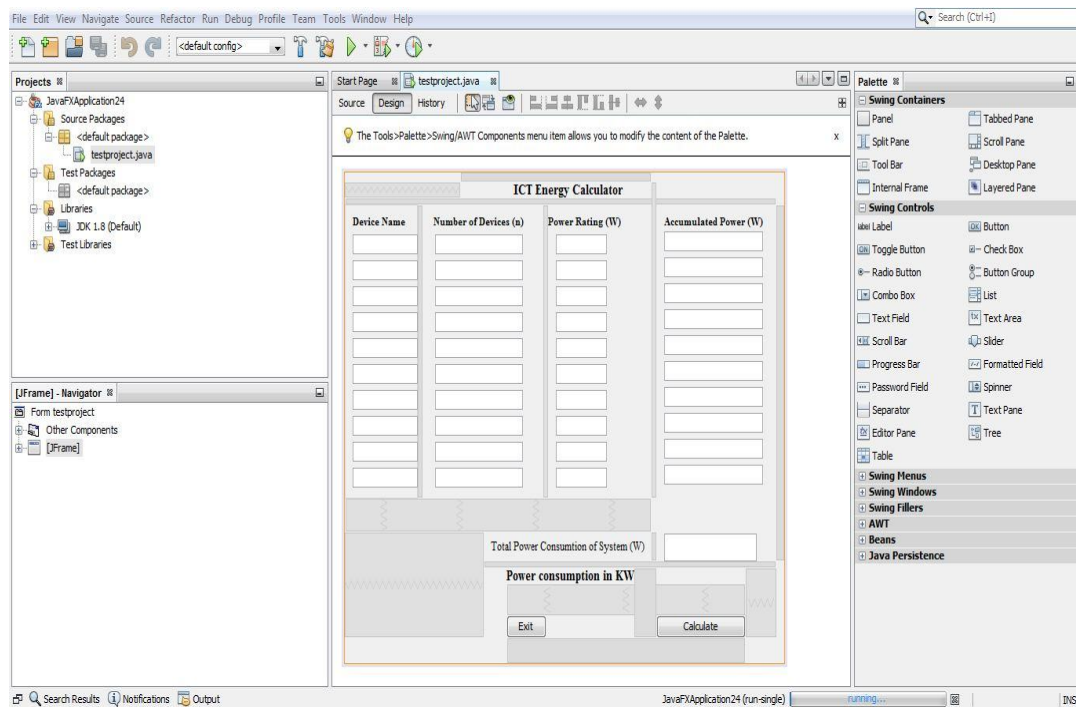 File Edit View Navigate Source Refactor Run Debug Profile Team Tools Window Help
Search (Ctrl+I)
<default config>
Projects
JavaFXApplication24
Source Packages
<default package>
testproject.java
Test Packages
<default package>
Libraries
JDK 1.8 (Default)
Test Libraries
[JFrame] - Navigator
Form testproject
Other Components
[JFrame]
Start Page testproject.java
Source Design History
The Tools>Palette>Swing/AWT Components menu item allows you to modify the content of the Palette. x
ICT Energy Calculator
Device Name Number of Devices (n) Power Rating (W) Accumulated Power (W)
Total Power Consumtion of System (W)
Power consumption in KW
Exit Calculate
Palette
Swing Containers
Panel Tabbed Pane
Split Pane Scroll Pane
Tool Bar Desktop Pane
Internal Frame Layered Pane
Swing Controls
label Label OK Button
ON Toggle Button Check Box
Radio Button Button Group
Combo Box List
Text Field Text Area
Scroll Bar Slider
Progress Bar Formatted Field
Password Field Spinner
Separator T Text Pane
Editor Pane Tree
Table
Swing Menus
Swing Windows
Swing Fillers
AWT
Beans
Java Persistence
Search Results Notifications Output
JavaFXApplication24 (run-single) running... INS